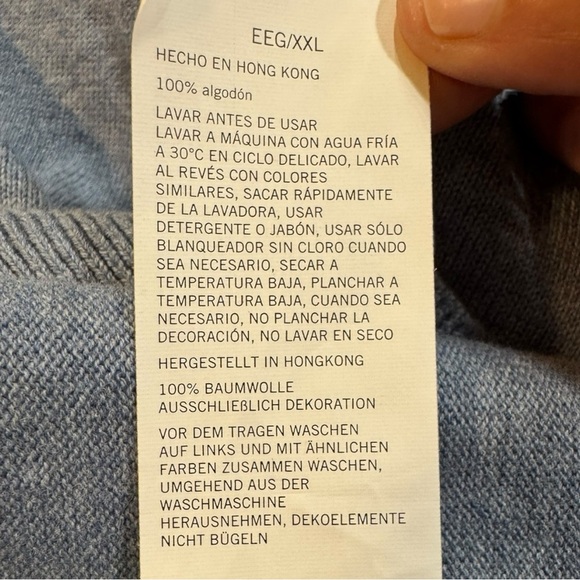 EEG/XXL
HECHO EN HONG KONG
100% algodón
LAVAR ANTES DE USAR
LAVAR A MÁQUINA CON AGUA FRÍA
A 30°C EN CICLO DELICADO, LAVAR
AL REVÉS CON COLORES
SIMILARES, SACAR RÁPIDAMENTE
DE LA LAVADORA, USAR
DETERGENTE O JABÓN, USAR SÓLO
BLANQUEADOR SIN CLORO CUANDO
SEA NECESARIO, SECAR A
TEMPERATURA BAJA, PLANCHAR A
TEMPERATURA BAJA, CUANDO SEA
NECESARIO, NO PLANCHAR LA
DECORACIÓN, NO LAVAR EN SECO
HERGESTELLT IN HONGKONG
100% BAUMWOLLE
AUSSCHLIEßLICH DEKORATION
VOR DEM TRAGEN WASCHEN
AUF LINKS UND MIT ÄHNLICHEN
FARBEN ZUSAMMEN WASCHEN,
UMGEHEND AUS DER
WASCHMASCHINE
HERAUSNEHMEN, DEKOELEMENTE
NICHT BÜGELN